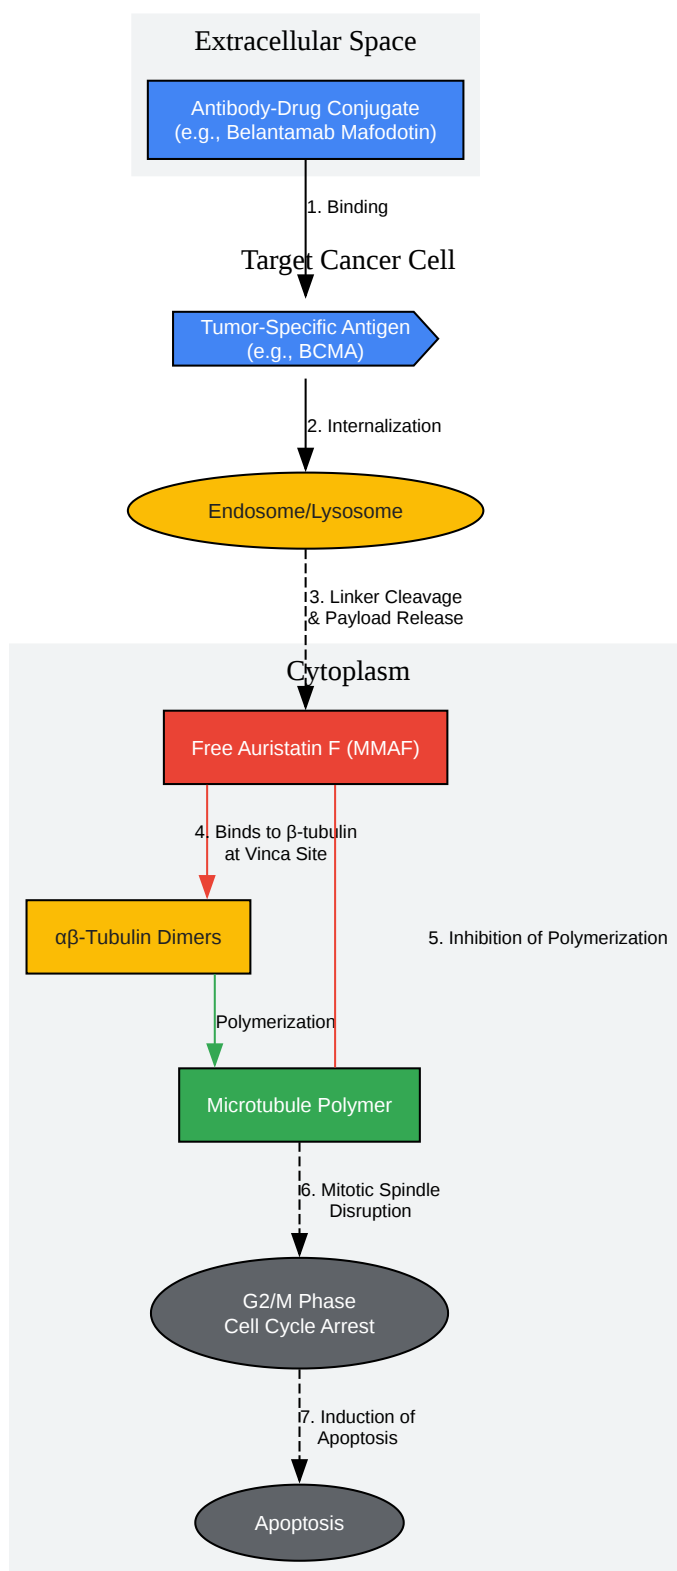 Extracellular Space
Antibody-Drug Conjugate
(e.g., Belantamab Mafodotin)
1. Binding
Target Cancer Cell
Tumor-Specific Antigen
(e.g., BCMA)
2. Internalization
Endosome/Lysosome
3. Linker Cleavage
& Payload Release
Cytoplasm
Free Auristatin F (MMAF)
4. Binds to β-tubulin
at Vinca Site
αβ-Tubulin Dimers
5. Inhibition of Polymerization
Polymerization
Microtubule Polymer
6. Mitotic Spindle
Disruption
G2/M Phase
Cell Cycle Arrest
7. Induction of
Apoptosis
Apoptosis